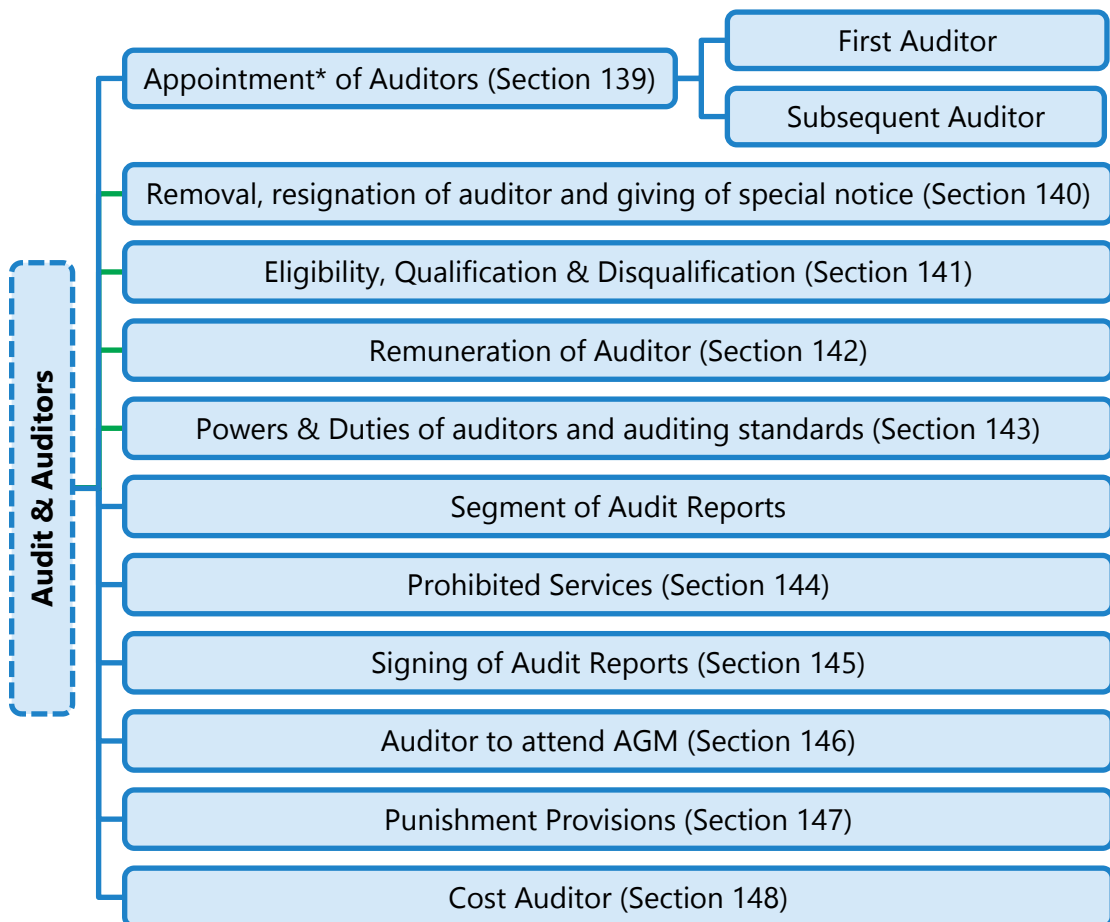 Audit & Auditors
Appointment* of Auditors (Section 139)
First Auditor
Subsequent Auditor
Removal, resignation of auditor and giving of special notice (Section 140)
Eligibility, Qualification & Disqualification (Section 141)
Remuneration of Auditor (Section 142)
Powers & Duties of auditors and auditing standards (Section 143)
Segment of Audit Reports
Prohibited Services (Section 144)
Signing of Audit Reports (Section 145)
Auditor to attend AGM (Section 146)
Punishment Provisions (Section 147)
Cost Auditor (Section 148)